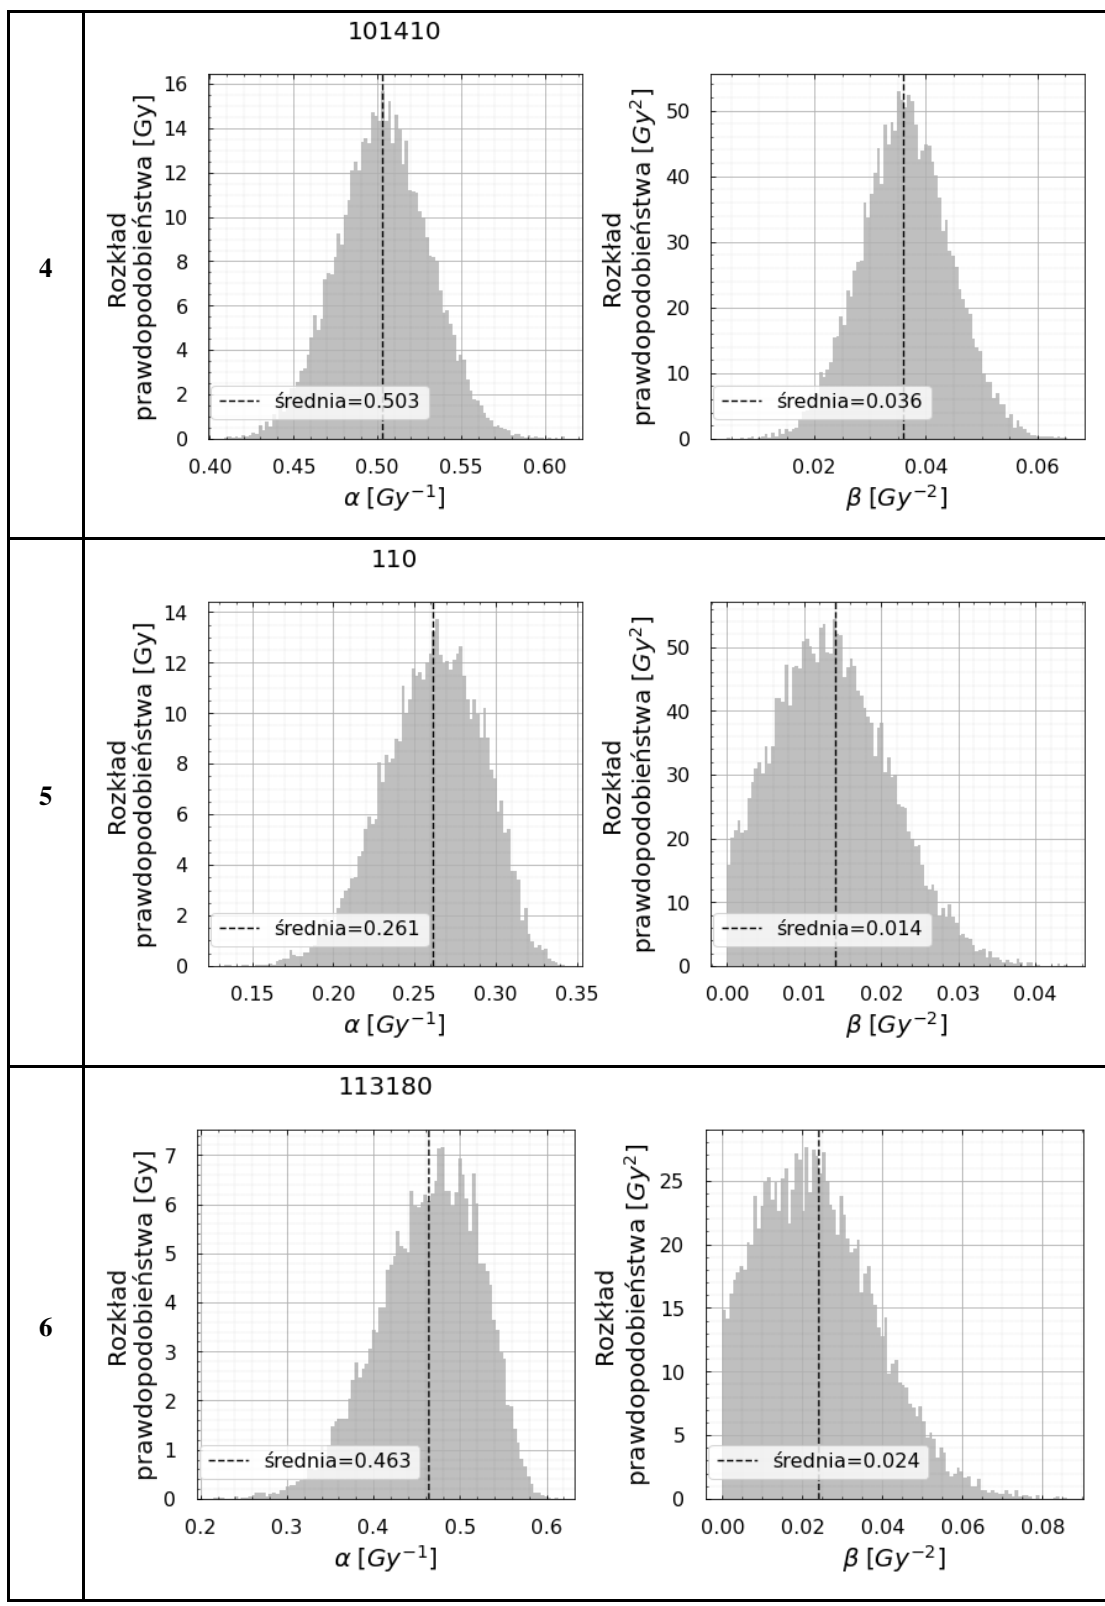 4
101410
16
14
12
10
8
6
4
2
0
Rozkład
prawdopodobieństwa [Gy]
średnia=0.503
0.40 0.45 0.50 0.55 0.60
α [Gy⁻¹]
50
40
30
20
10
0
Rozkład
prawdopodobieństwa [Gy²]
średnia=0.036
0.02 0.04 0.06
β [Gy⁻²]
5
110
14
12
10
8
6
4
2
0
Rozkład
prawdopodobieństwa [Gy]
średnia=0.261
0.15 0.20 0.25 0.30 0.35
α [Gy⁻¹]
50
40
30
20
10
0
Rozkład
prawdopodobieństwa [Gy²]
średnia=0.014
0.00 0.01 0.02 0.03 0.04
β [Gy⁻²]
6
113180
7
6
5
4
3
2
1
0
Rozkład
prawdopodobieństwa [Gy]
średnia=0.463
0.2 0.3 0.4 0.5 0.6
α [Gy⁻¹]
25
20
15
10
5
0
Rozkład
prawdopodobieństwa [Gy²]
średnia=0.024
0.00 0.02 0.04 0.06 0.08
β [Gy⁻²]